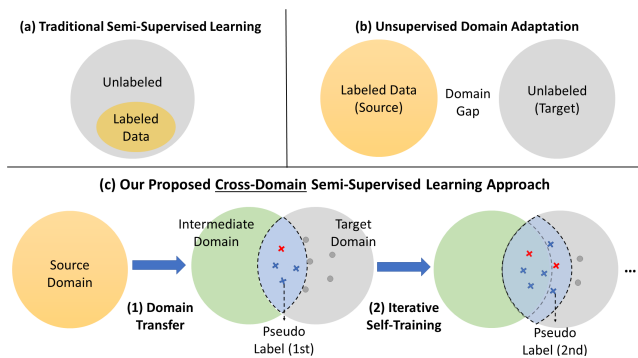 (a) Traditional Semi-Supervised Learning
Unlabeled
Labeled
Data
(b) Unsupervised Domain Adaptation
Labeled Data
(Source)
Domain
Gap
Unlabeled
(Target)
(c) Our Proposed Cross-Domain Semi-Supervised Learning Approach
Source
Domain
(1) Domain
Transfer
Intermediate
Domain
Target
Domain
Pseudo
Label (1st)
(2) Iterative
Self-Training
Pseudo
Label (2nd)
...